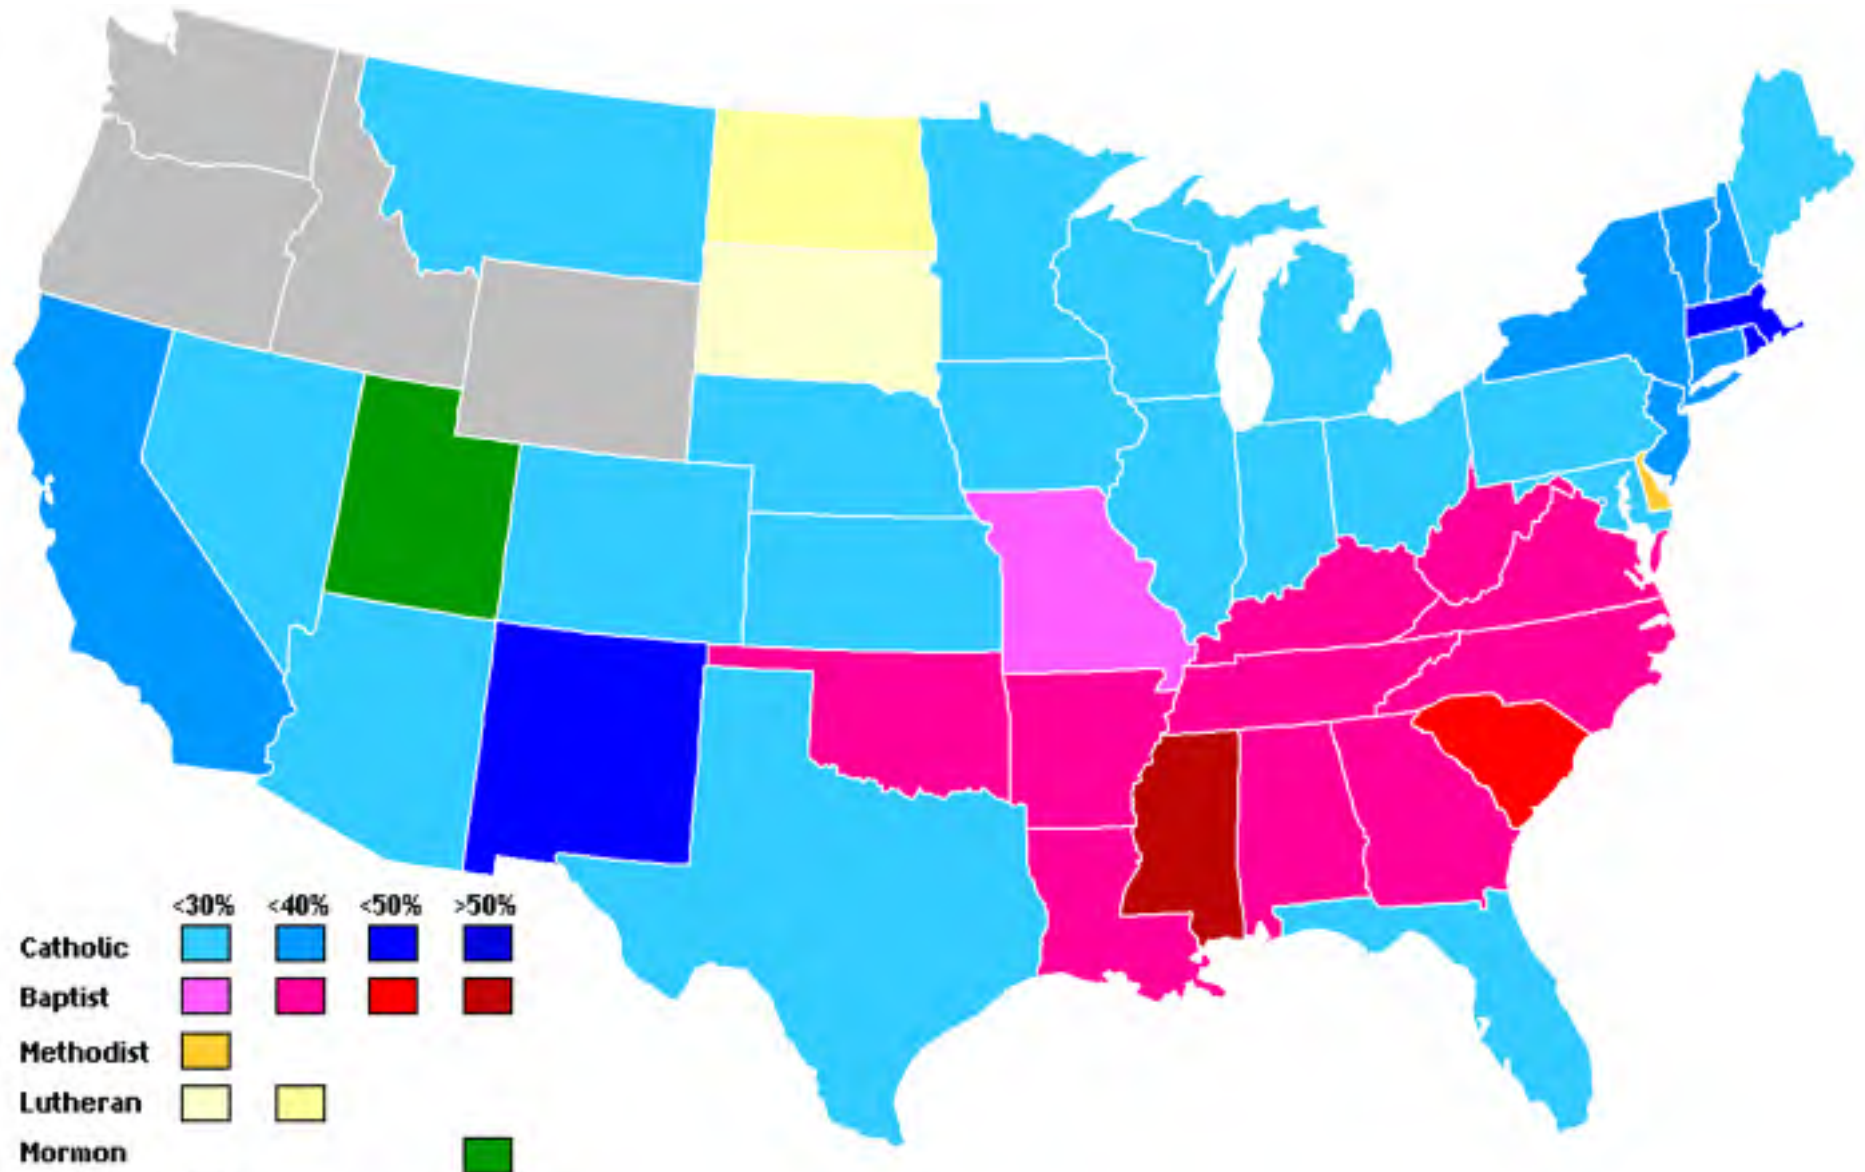 <30% <40% <50% >50%
Catholic
Baptist
Methodist
Lutheran
Mormon